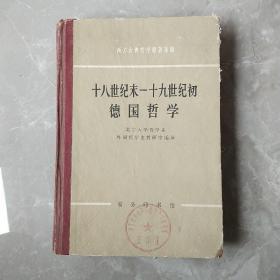 西方古典哲学原著选辑
十八世纪末—十九世纪初
德国哲学
北京大学哲学系
外国哲学史教研室编译
商务印书馆